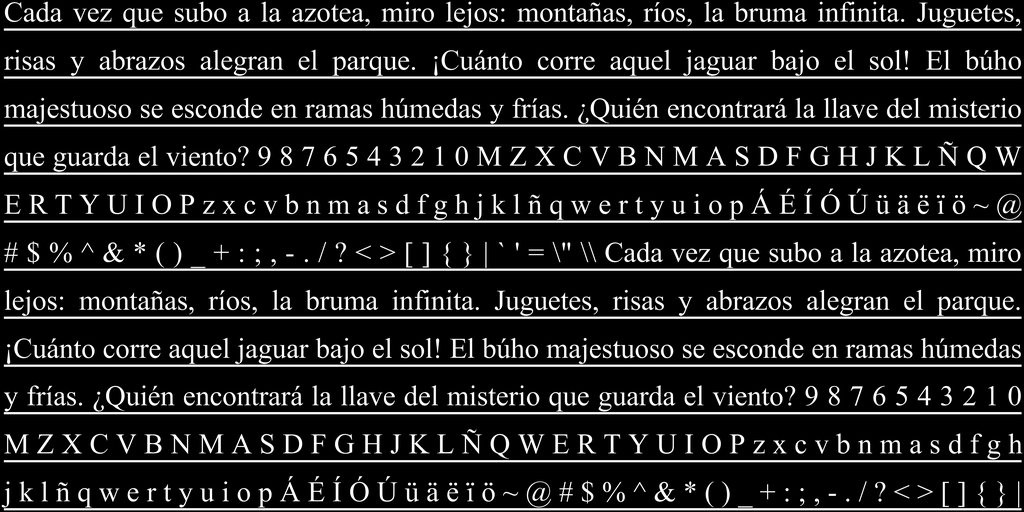 Cada vez que subo a la azotea, miro lejos: montañas, ríos, la bruma infinita. Juguetes,
risas y abrazos alegran el parque. ¡Cuánto corre aquel jaguar bajo el sol! El búho
majestuoso se esconde en ramas húmedas y frías. ¿Quién encontrará la llave del misterio
que guarda el viento? 9 8 7 6 5 4 3 2 1 0 M Z X C V B N M A S D F G H J K L Ñ Q W
E R T Y U I O P z x c v b n m a s d f g h j k l ñ q w e r t y u i o p Á É Í Ó Ú ü ä ë ï ö ~ @
# $ % ^ & * ( ) _ + : ; , - . / ? < > [ ] { } | ` ' = \" \\ Cada vez que subo a la azotea, miro
lejos: montañas, ríos, la bruma infinita. Juguetes, risas y abrazos alegran el parque.
¡Cuánto corre aquel jaguar bajo el sol! El búho majestuoso se esconde en ramas húmedas
y frías. ¿Quién encontrará la llave del misterio que guarda el viento? 9 8 7 6 5 4 3 2 1 0
M Z X C V B N M A S D F G H J K L Ñ Q W E R T Y U I O P z x c v b n m a s d f g h
j k l ñ q w e r t y u i o p Á É Í Ó Ú ü ä ë ï ö ~ @ # $ % ^ & * ( ) _ + : ; , - . / ? < > [ ] { } |